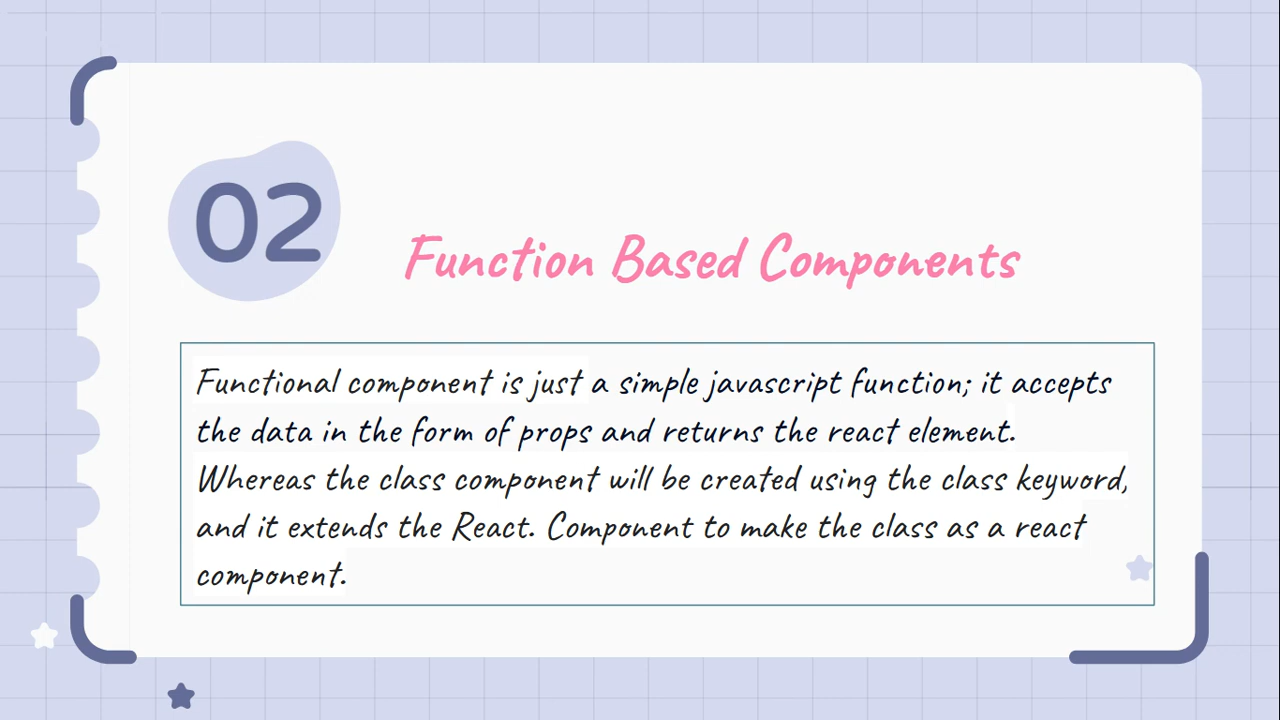 02
Function Based Components
Functional component is just a simple javascript function; it accepts
the data in the form of props and returns the react element.
Whereas the class component will be created using the class keyword,
and it extends the React. Component to make the class as a react
component.